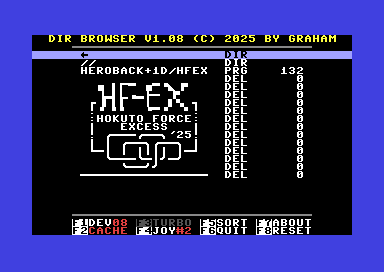 DIR BROWSER V1.08 (C) 2025 BY GRAHAM
← DIR
// DIR
HEROBACK+1D/HFEX PRG 132
DEL 0
DEL 0
HF-EX DEL 0
DEL 0
DEL 0
HOKUTO FORCE DEL 0
EXCESS DEL 0
'25 DEL 0
DEL 0
DEL 0
DEL 0
DEL 0
DEL 0
F1DEV08 F3TURBO F5SORT F7ABOUT
F2CACHE F4JOY#2 F6QUIT F8RESET